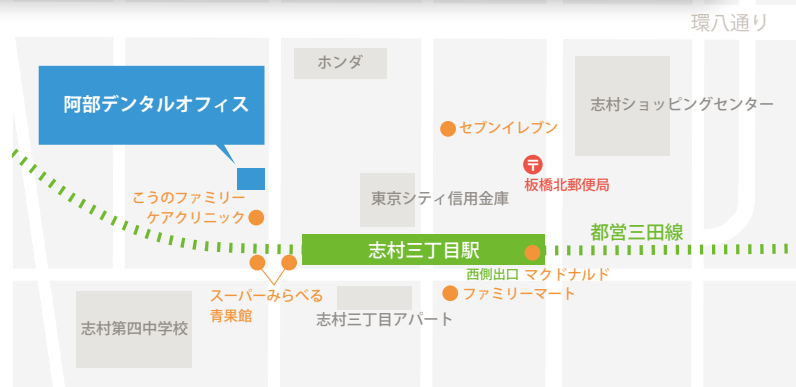 環八通り
ホンダ
阿部デンタルオフィス
志村ショッピングセンター
セブンイレブン
〒
板橋北郵便局
こうのファミリー
ケアクリニック
東京シティ信用金庫
都営三田線
志村三丁目駅
西側出口
マクドナルド
スーパーみらべる
青果館
ファミリーマート
志村三丁目アパート
志村第四中学校